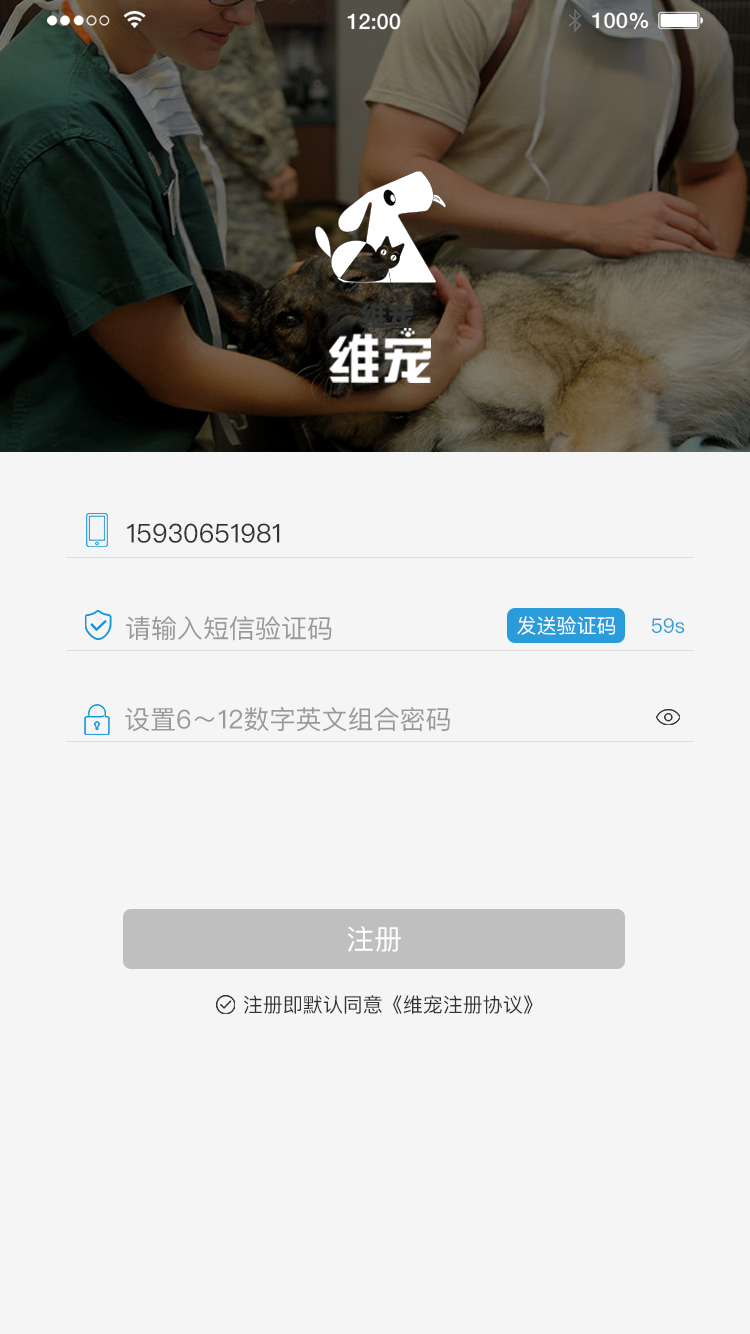 12:00 100%
维宠
维宠
15930651981
请输入短信验证码 发送验证码 59s
设置6～12数字英文组合密码
注册
注册即默认同意《维宠注册协议》